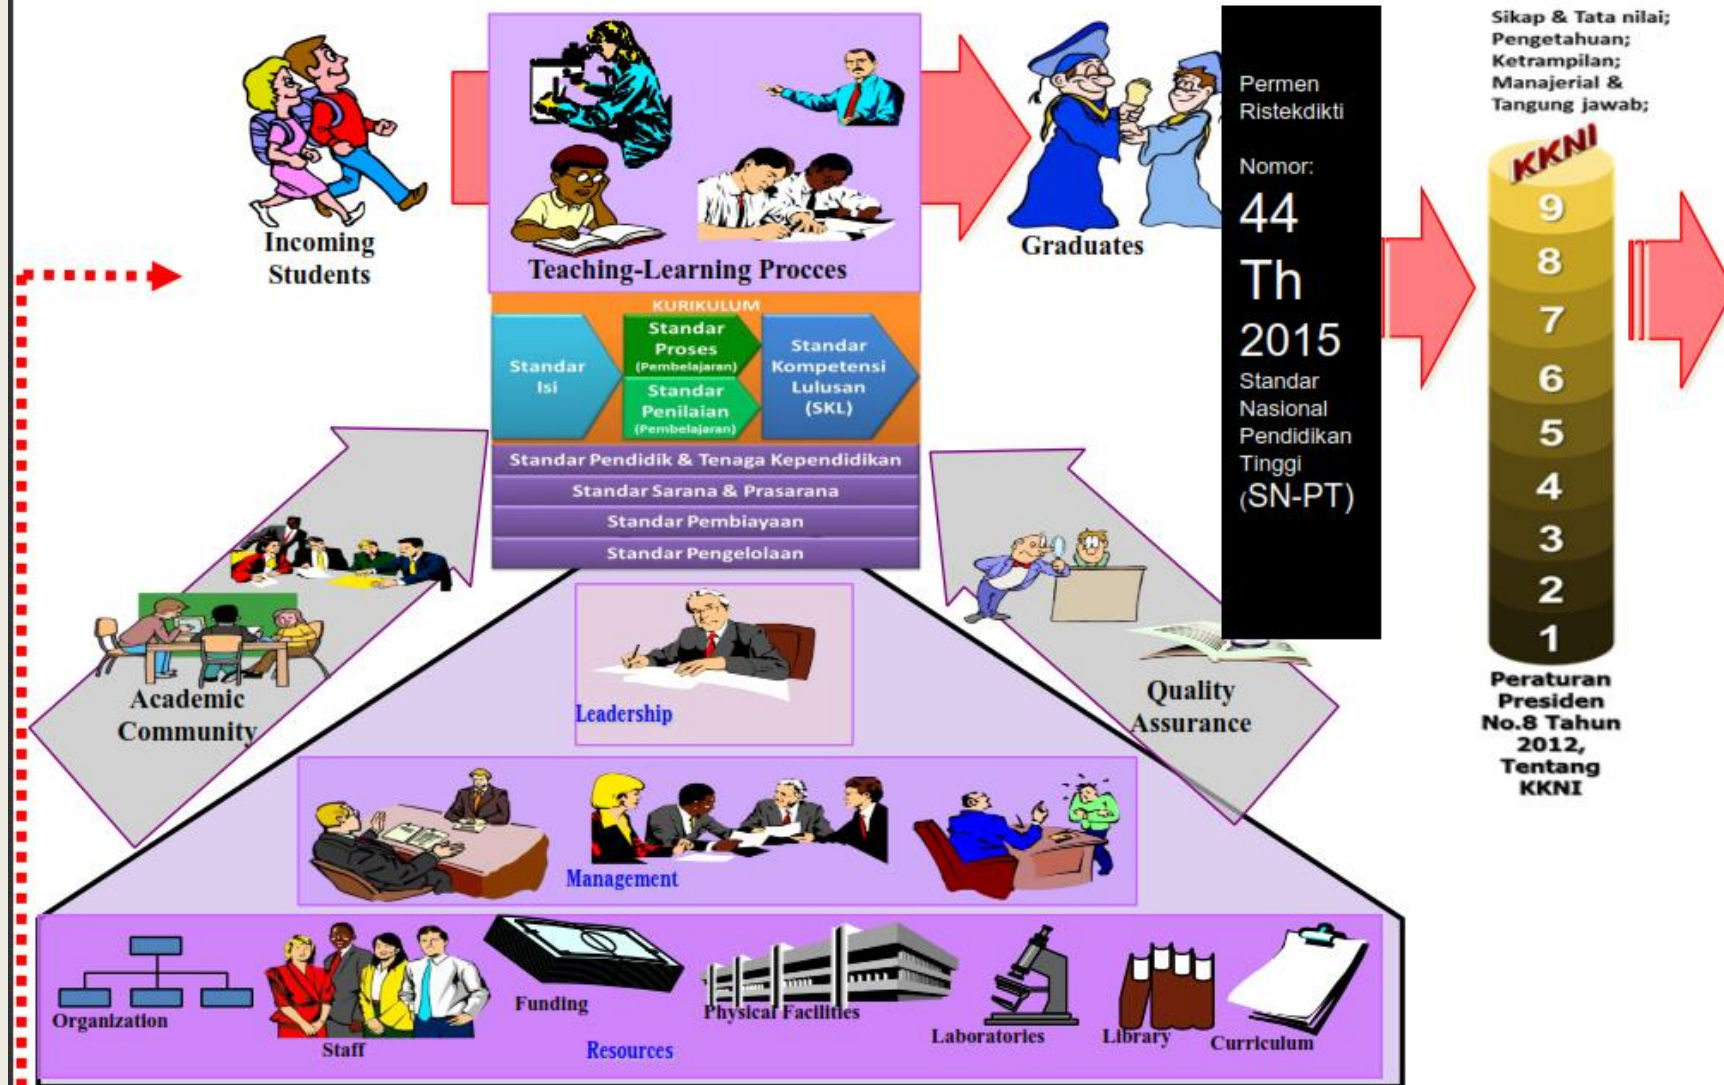 Incoming
Students
Teaching-Learning Procces
Graduates
Permen
Ristekdikti
Nomor:
44
Th
2015
Standar
Nasional
Pendidikan
Tinggi
(SN-PT)
Sikap & Tata nilai;
Pengetahuan;
Ketrampilan;
Manajerial &
Tangung jawab;
KKNI
9
8
7
6
5
4
3
2
1
Peraturan
Presiden
No.8 Tahun
2012,
Tentang
KKNI
KURIKULUM
Standar
Isi
Standar
Proses
(Pembelajaran)
Standar
Penilaian
(Pembelajaran)
Standar
Kompetensi
Lulusan
(SKL)
Standar Pendidik & Tenaga Kependidikan
Standar Sarana & Prasarana
Standar Pembiayaan
Standar Pengelolaan
Academic
Community
Quality
Assurance
Leadership
Management
Organization
Staff
Funding
Resources
Physical Facilities
Laboratories
Library
Curriculum